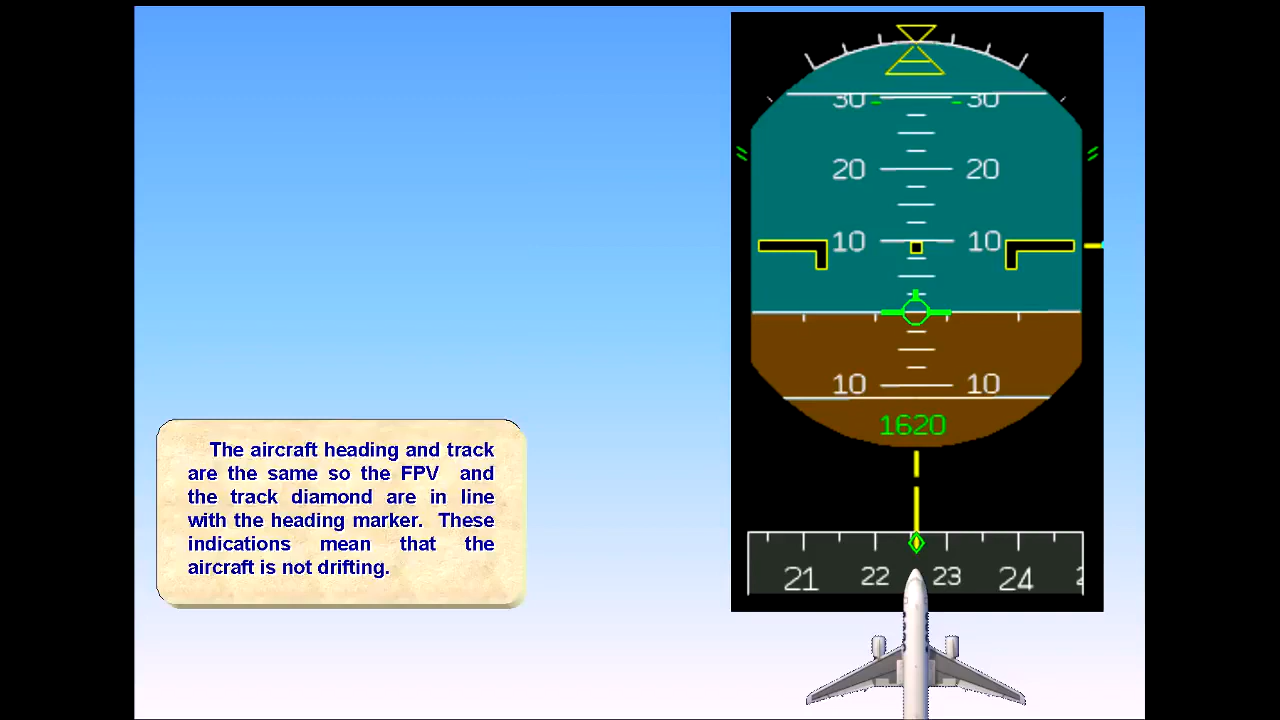 30 30
20 20
10 10
10 10
1620
21 22 23 24
The aircraft heading and track
are the same so the FPV and
the track diamond are in line
with the heading marker. These
indications mean that the
aircraft is not drifting.